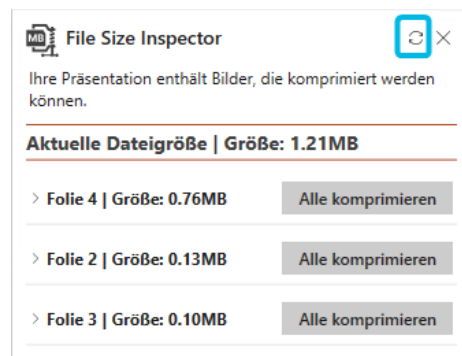 MB
File Size Inspector
Ihre Präsentation enthält Bilder, die komprimiert werden
können.
Aktuelle Dateigröße | Größe: 1.21MB
Folie 4 | Größe: 0.76MB Alle komprimieren
Folie 2 | Größe: 0.13MB Alle komprimieren
Folie 3 | Größe: 0.10MB Alle komprimieren